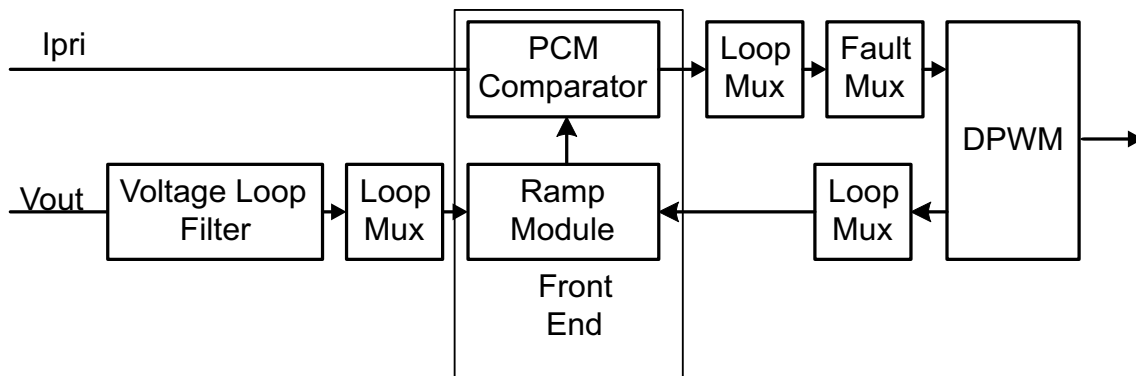 Ipri
PCM
Comparator
Loop
Mux
Fault
Mux
DPWM
Vout
Voltage Loop
Filter
Loop
Mux
Ramp
Module
Loop
Mux
Front
End